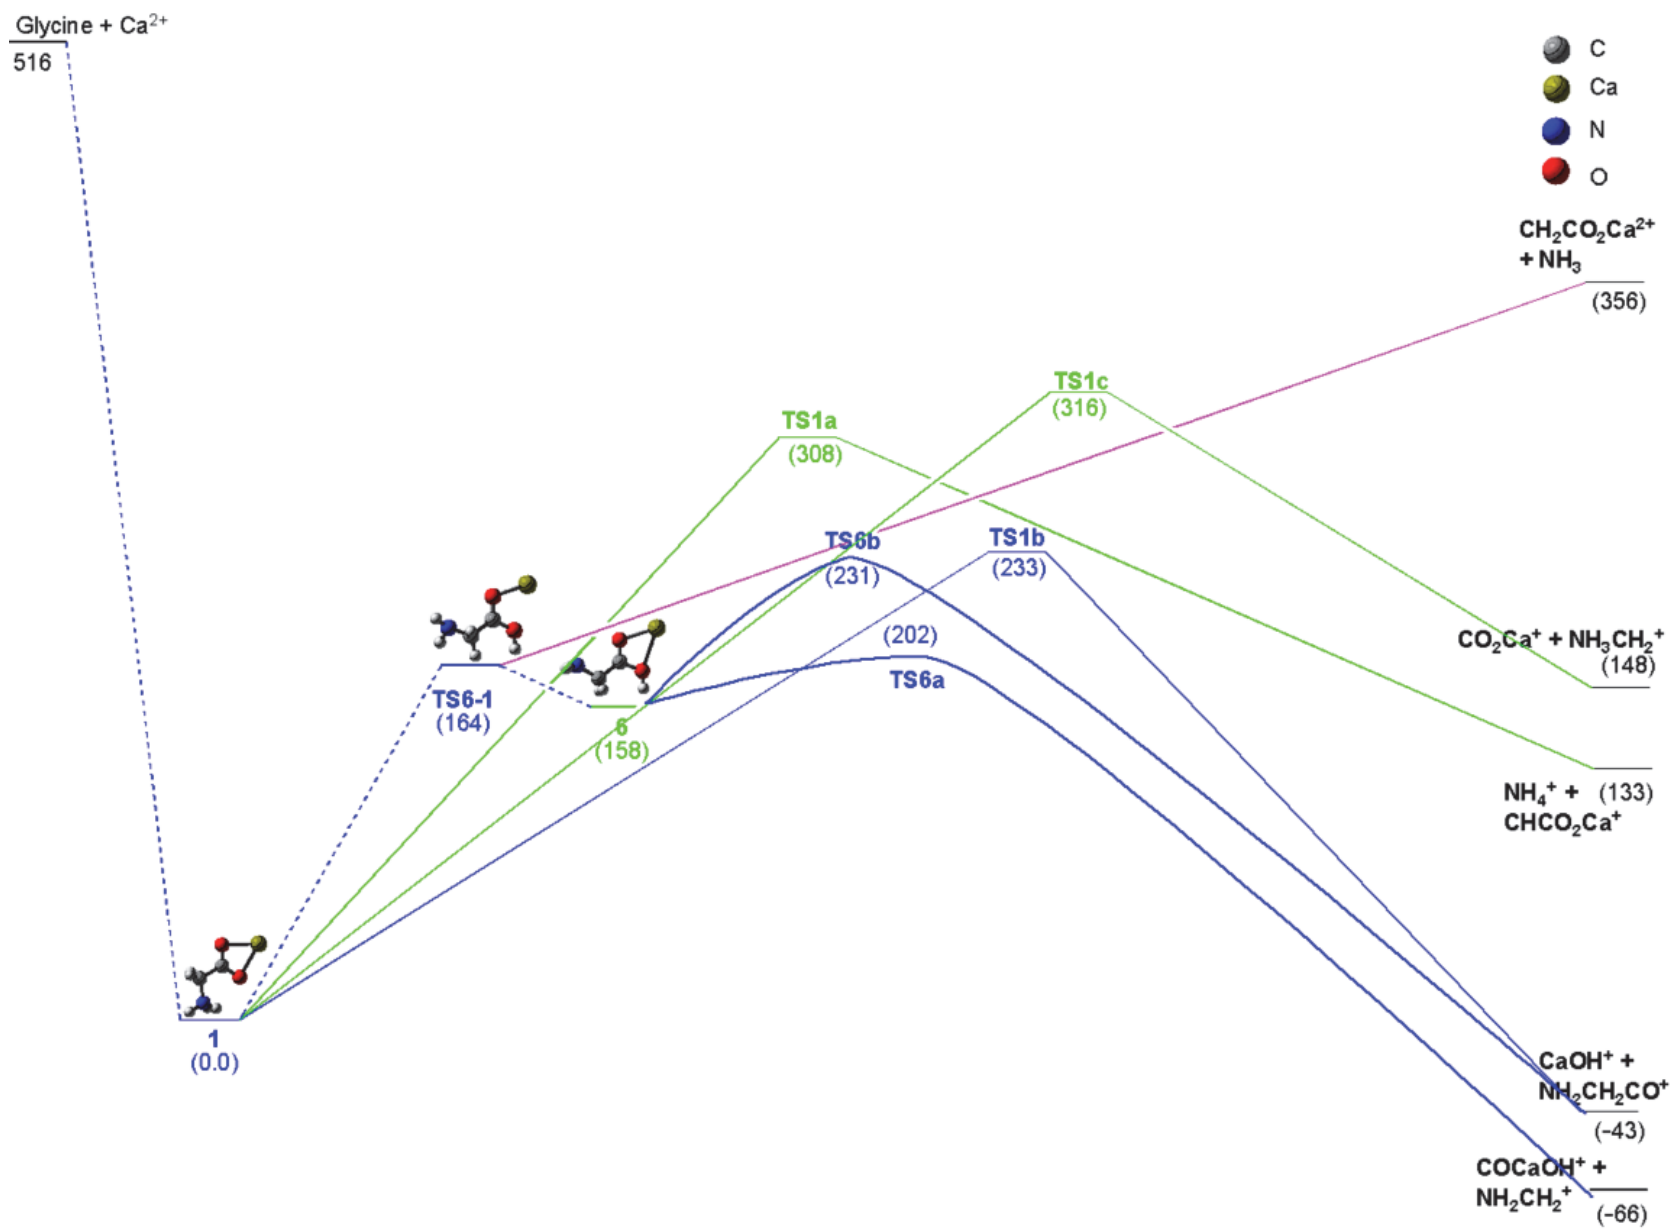 Glycine + Ca²⁺
516
C
Ca
N
O
CH₂CO₂Ca²⁺
+ NH₃
(356)
TS1c
(316)
TS1a
(308)
TS6b
(231)
TS1b
(233)
(202)
TS6a
TS6-1
(164)
6
(158)
CO₂Ca⁺ + NH₃CH₂⁺
(148)
NH₄⁺ + (133)
CHCO₂Ca⁺
1
(0.0)
CaOH⁺ +
NH₂CH₂CO⁺
(-43)
COCaOH⁺ +
NH₂CH₂⁺
(-66)